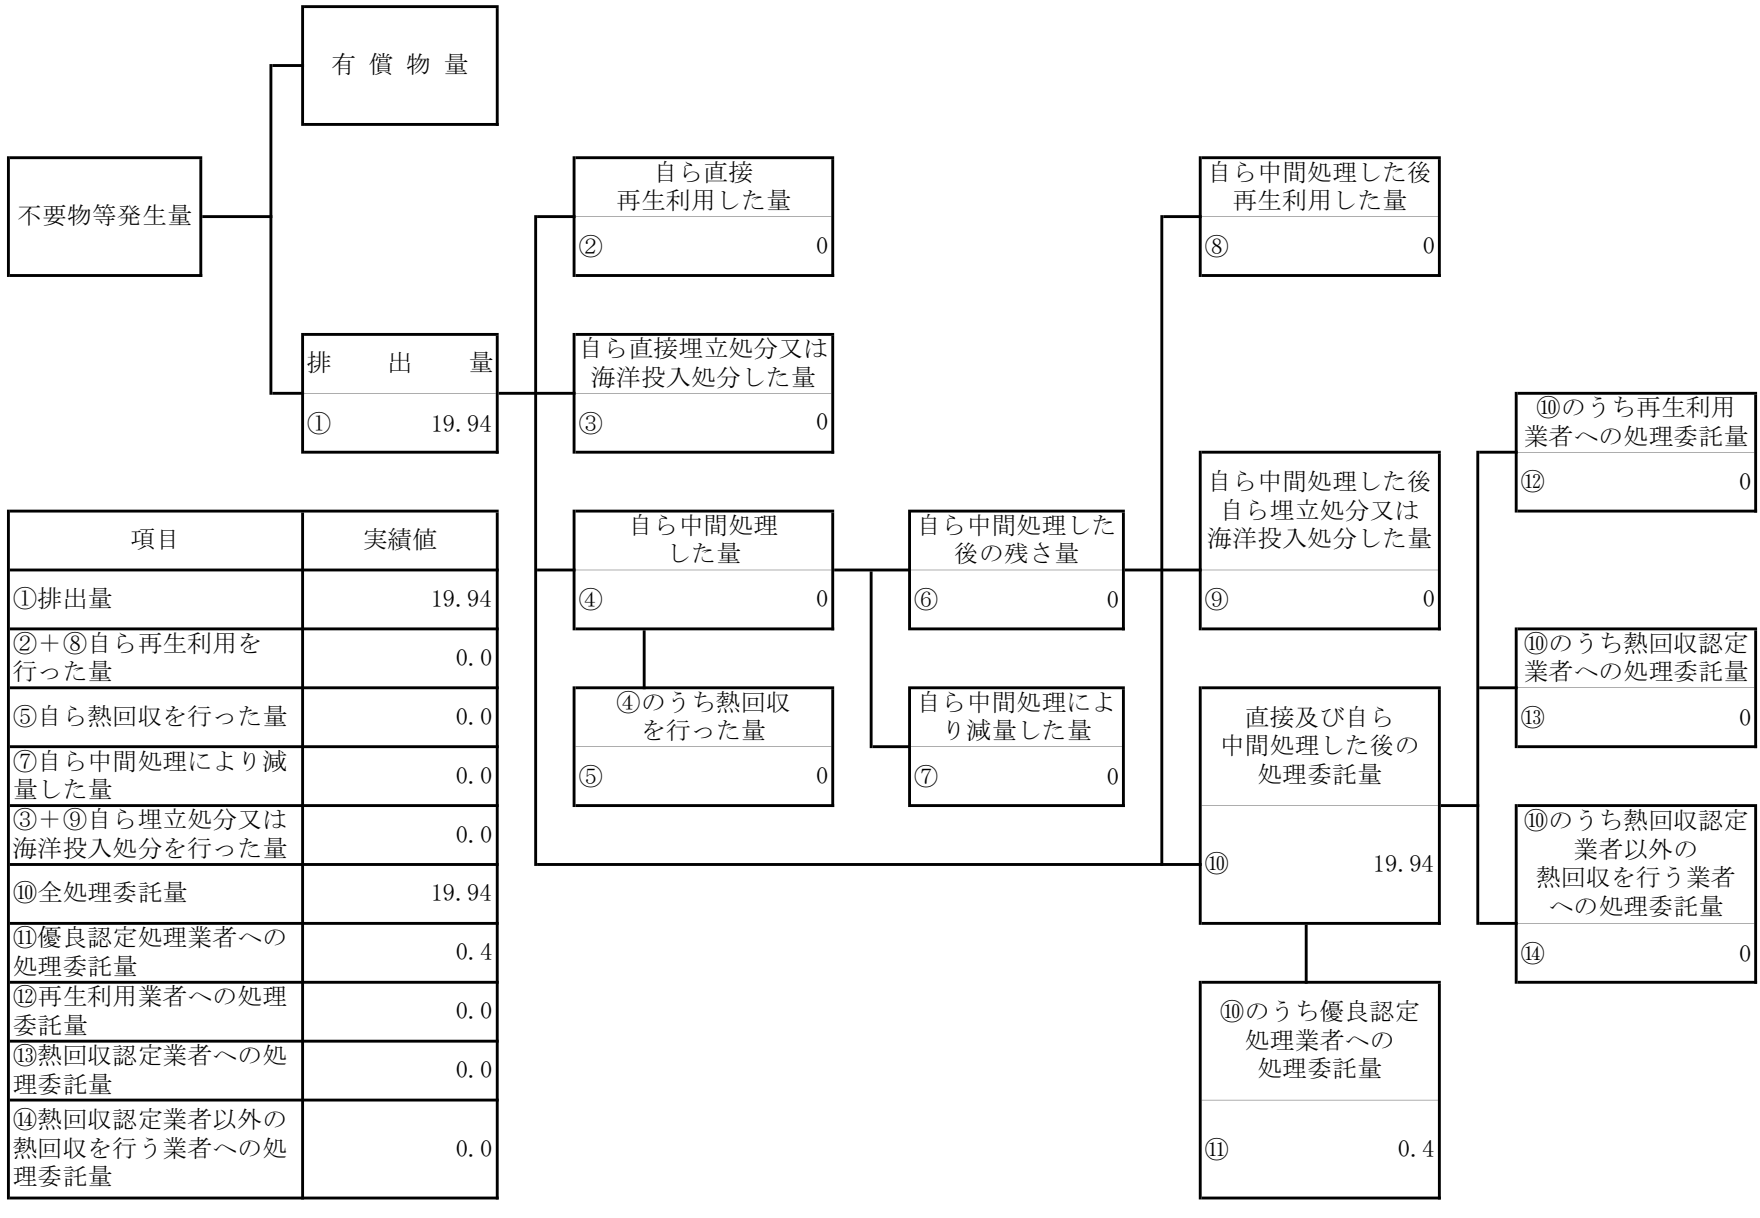 有償物量
不要物等発生量
自ら直接
再生利用した量
② 0
自ら中間処理した後
再生利用した量
⑧ 0
排出量
① 19.94
自ら直接埋立処分又は
海洋投入処分した量
③ 0
⑩のうち再生利用
業者への処理委託量
⑫ 0
自ら中間処理した後
自ら埋立処分又は
海洋投入処分した量
⑨ 0
自ら中間処理
した量
④ 0
自ら中間処理した
後の残さ量
⑥ 0
⑩のうち熱回収認定
業者への処理委託量
⑬ 0
④のうち熱回収
を行った量
⑤ 0
自ら中間処理によ
り減量した量
⑦ 0
直接及び自ら
中間処理した後の
処理委託量
⑩ 19.94
⑩のうち熱回収認定
業者以外の
熱回収を行う業者
への処理委託量
⑭ 0
⑩のうち優良認定
処理業者への
処理委託量
⑪ 0.4
項目 実績値
①排出量 19.94
②+⑧自ら再生利用を
行った量 0.0
⑤自ら熱回収を行った量 0.0
⑦自ら中間処理により減
量した量 0.0
③+⑨自ら埋立処分又は
海洋投入処分を行った量 0.0
⑩全処理委託量 19.94
⑪優良認定処理業者への
処理委託量 0.4
⑫再生利用業者への処理
委託量 0.0
⑬熱回収認定業者への処
理委託量 0.0
⑭熱回収認定業者以外の
熱回収を行う業者への処
理委託量 0.0